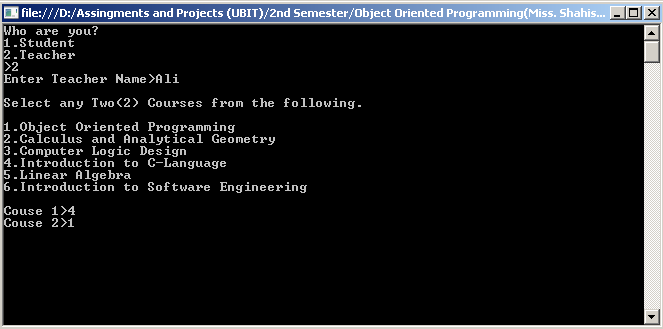 file:///D:/Assingments and Projects (UBIT)/2nd Semester/Object Oriented Programming(Miss. Shahis...
Who are you?
1.Student
2.Teacher
>2
Enter Teacher Name>Ali
Select any Two(2) Courses from the following.
1.Object Oriented Programming
2.Calculus and Analytical Geometry
3.Computer Logic Design
4.Introduction to C-Language
5.Linear Algebra
6.Introduction to Software Engineering
Couse 1>4
Couse 2>1